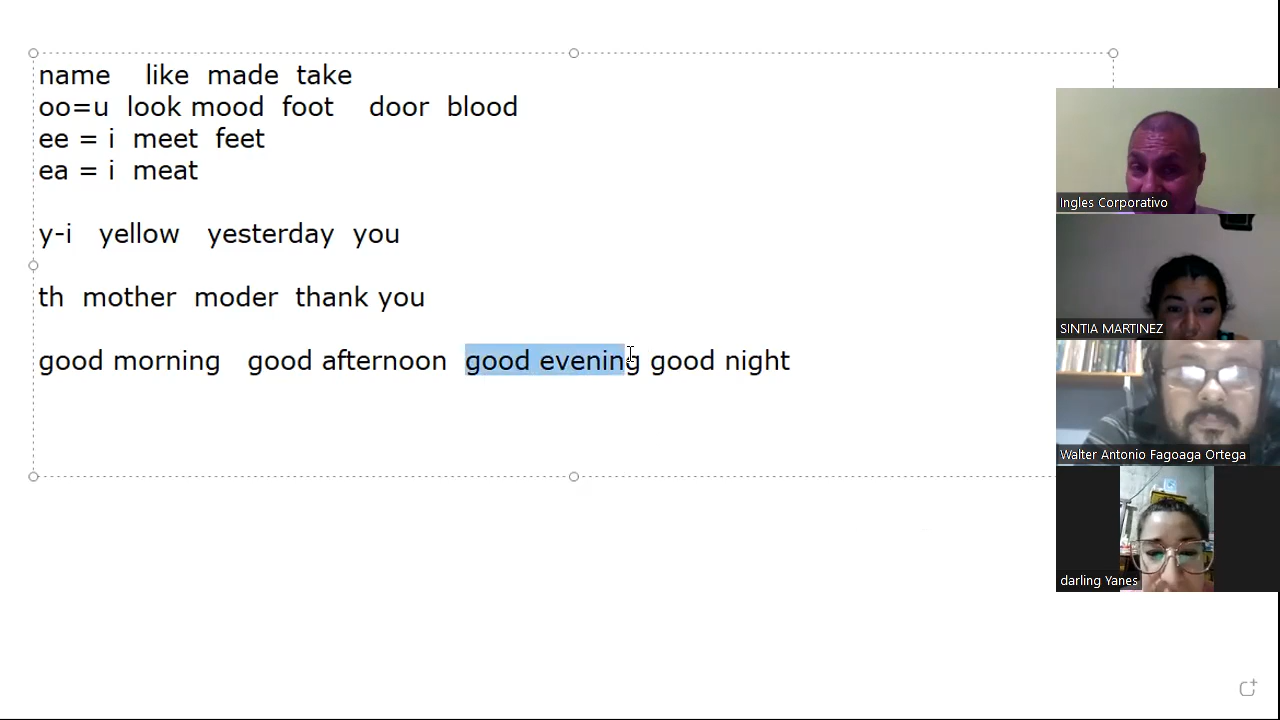 name like made take
oo=u look mood foot door blood
ee = i meet feet
ea = i meat
y-i yellow yesterday you
th mother moder thank you
good morning good afternoon good evening good night
Ingles Corporativo
SINTIA MARTINEZ
Walter Antonio Fagoaga Ortega
darling Yanes